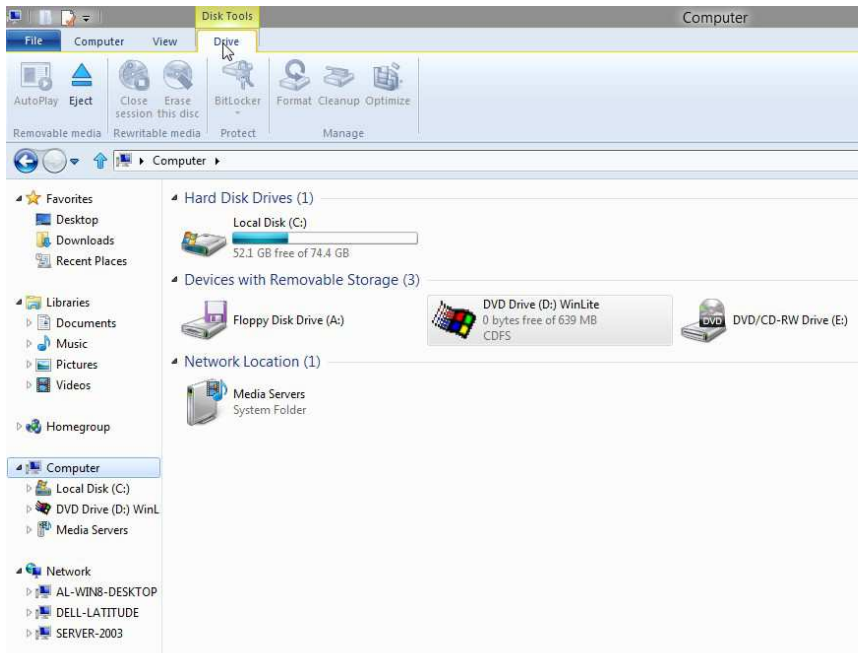 Disk Tools
Computer
File Computer View Drive
AutoPlay Eject Close session Erase this disc BitLocker Format Cleanup Optimize
Removable media Rewritable media Protect Manage
Computer
Favorites
Desktop
Downloads
Recent Places
Libraries
Documents
Music
Pictures
Videos
Homegroup
Computer
Local Disk (C:)
DVD Drive (D:) WinL
Media Servers
Network
AL-WIN8-DESKTOP
DELL-LATITUDE
SERVER-2003
Hard Disk Drives (1)
Local Disk (C:)
52.1 GB free of 74.4 GB
Devices with Removable Storage (3)
Floppy Disk Drive (A:)
DVD Drive (D:) WinLite
0 bytes free of 639 MB
CDFS
DVD
DVD/CD-RW Drive (E:)
Network Location (1)
Media Servers
System Folder